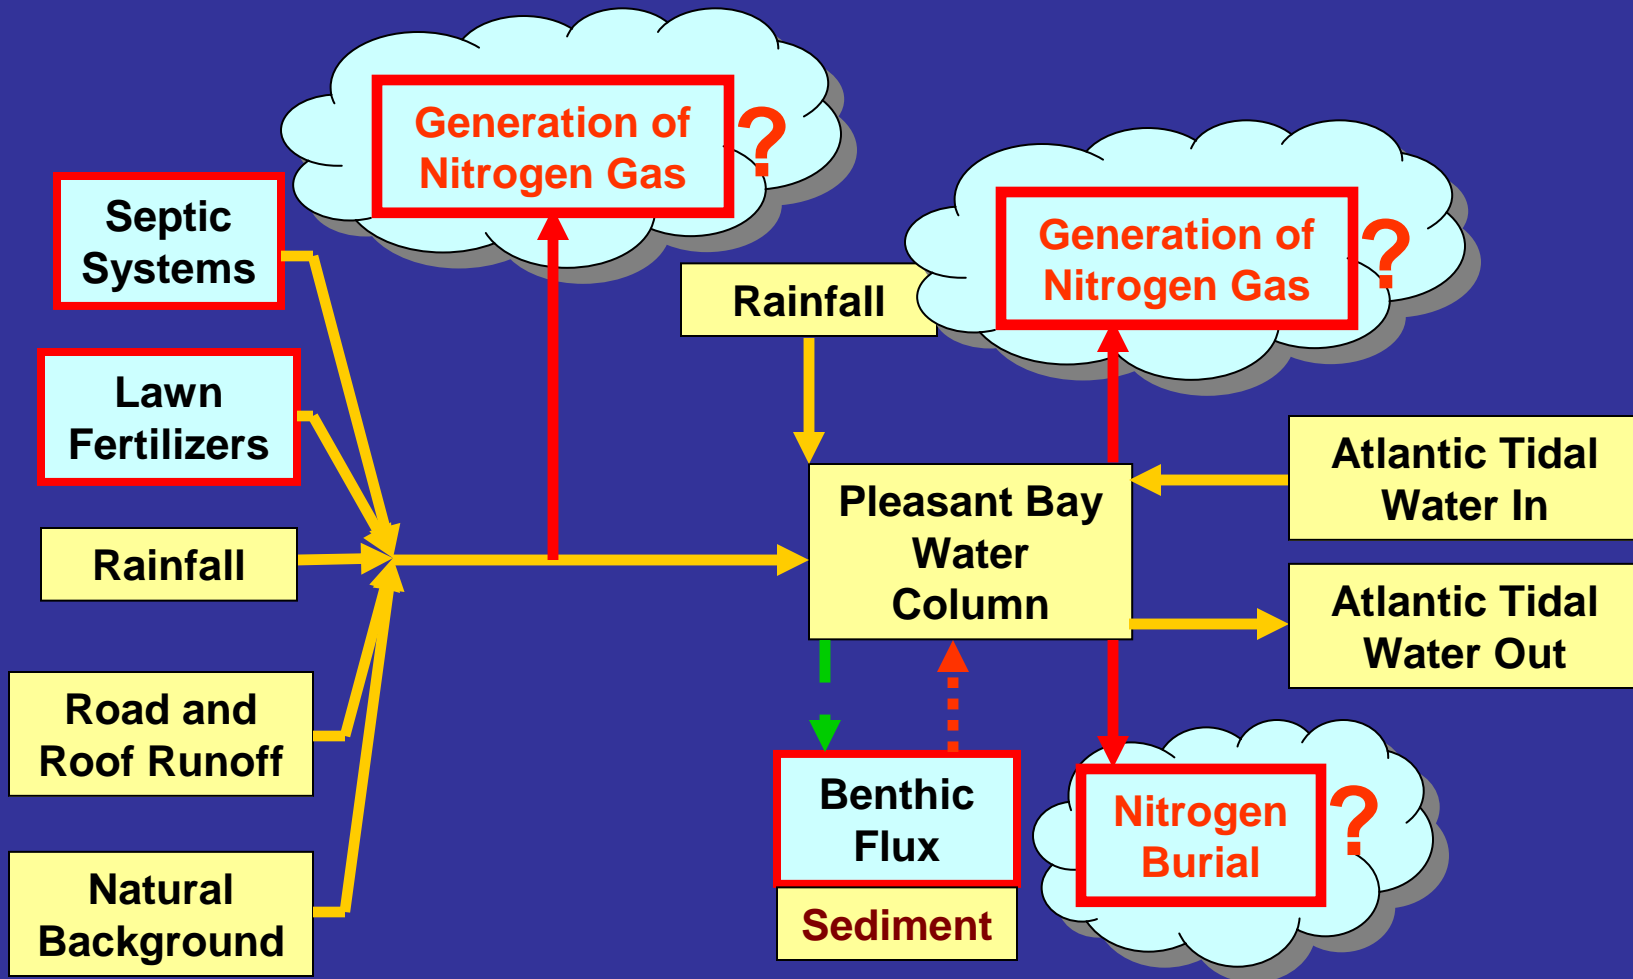 Generation of
Nitrogen Gas
?
Septic
Systems
Generation of
Nitrogen Gas
?
Rainfall
Lawn
Fertilizers
Atlantic Tidal
Water In
Pleasant Bay
Water
Column
Rainfall
Atlantic Tidal
Water Out
Road and
Roof Runoff
Benthic
Flux
Nitrogen
Burial
?
Natural
Background
Sediment